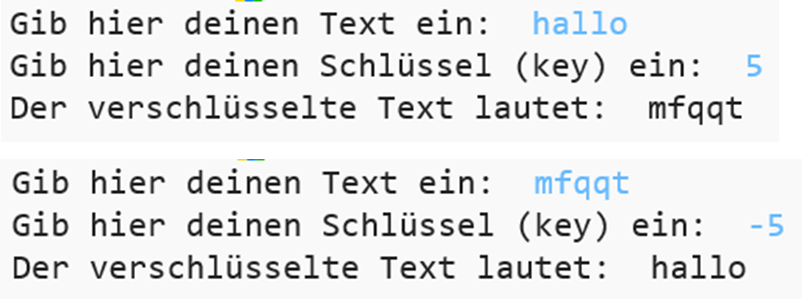 Gib hier deinen Text ein: hallo
Gib hier deinen Schlüssel (key) ein: 5
Der verschlüsselte Text lautet: mfqqt
Gib hier deinen Text ein: mfqqt
Gib hier deinen Schlüssel (key) ein: -5
Der verschlüsselte Text lautet: hallo